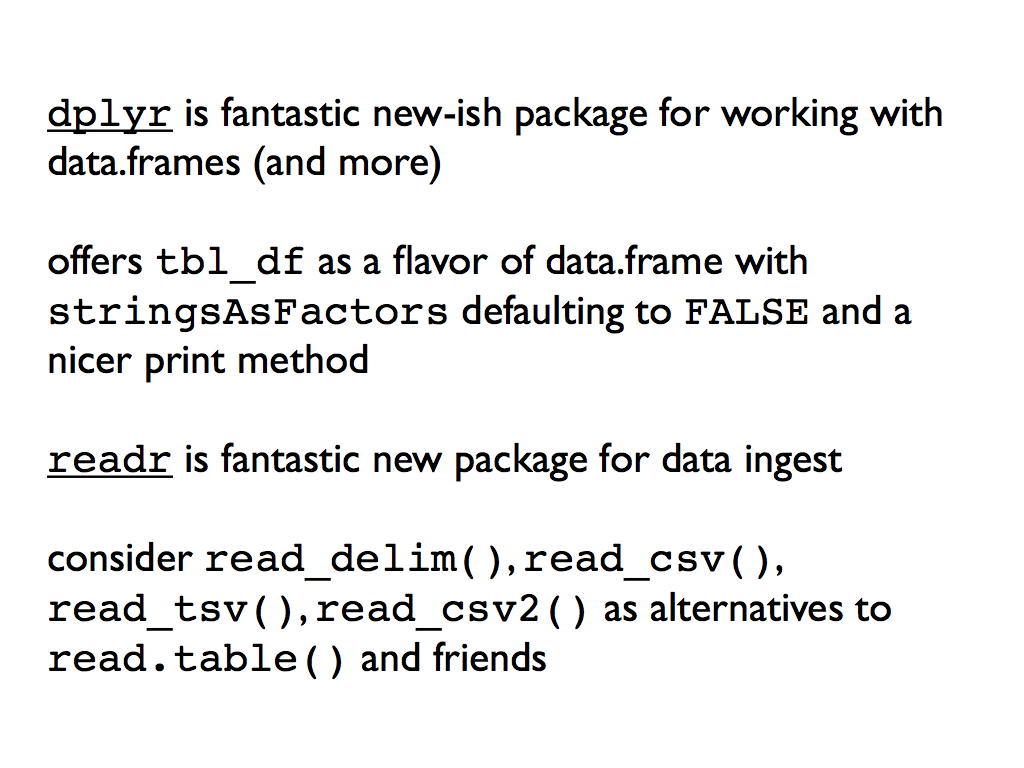 dplyr is fantastic new-ish package for working with
data.frames (and more)
offers tbl_df as a flavor of data.frame with
stringsAsFactors defaulting to FALSE and a
nicer print method
readr is fantastic new package for data ingest
consider read_delim(), read_csv(),
read_tsv(), read_csv2() as alternatives to
read.table() and friends